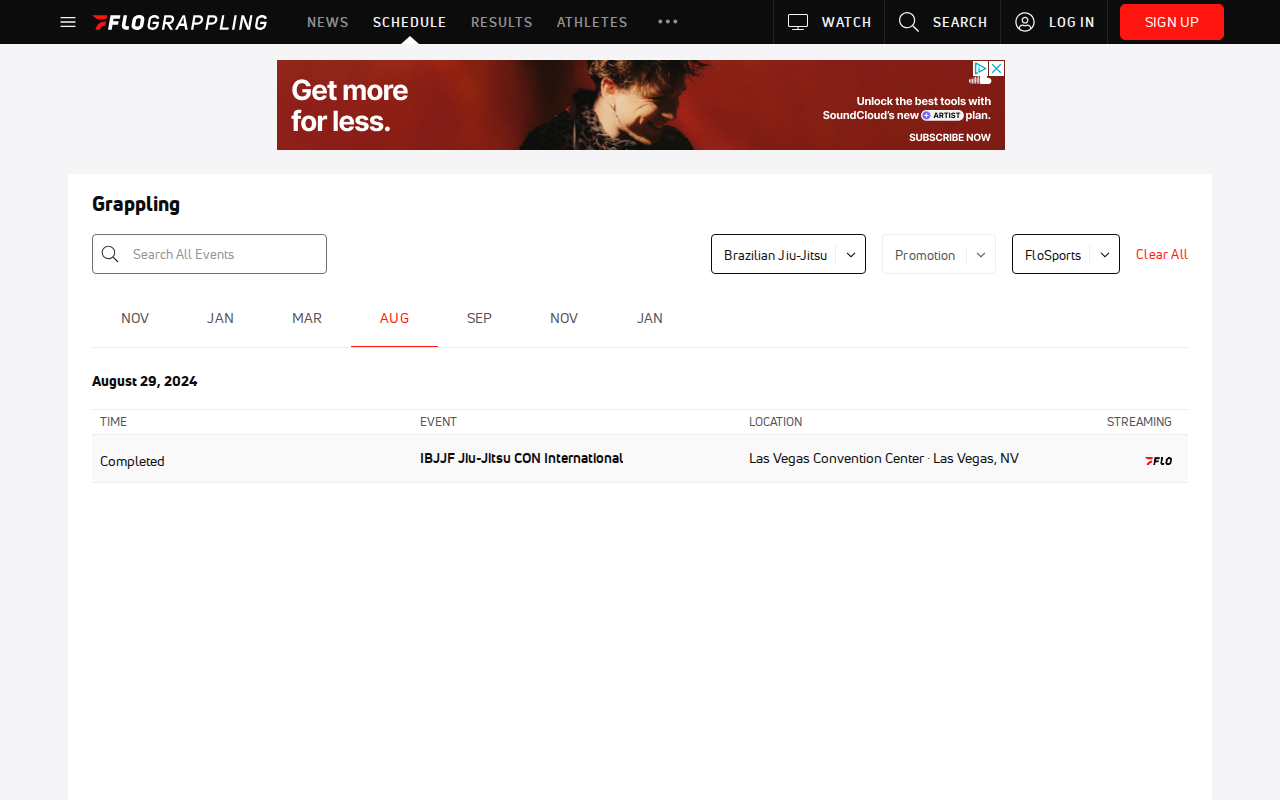 FLOGRAPPLING NEWS SCHEDULE RESULTS ATHLETES WATCH SEARCH LOG IN SIGN UP
Get more
for less.
Unlock the best tools with
SoundCloud's new ARTIST plan.
SUBSCRIBE NOW
Grappling
Search All Events Brazilian Jiu-Jitsu Promotion FloSports Clear All
NOV JAN MAR AUG SEP NOV JAN
August 29, 2024
TIME EVENT LOCATION STREAMING
Completed IBJJF Jiu-Jitsu CON International Las Vegas Convention Center · Las Vegas, NV FLO